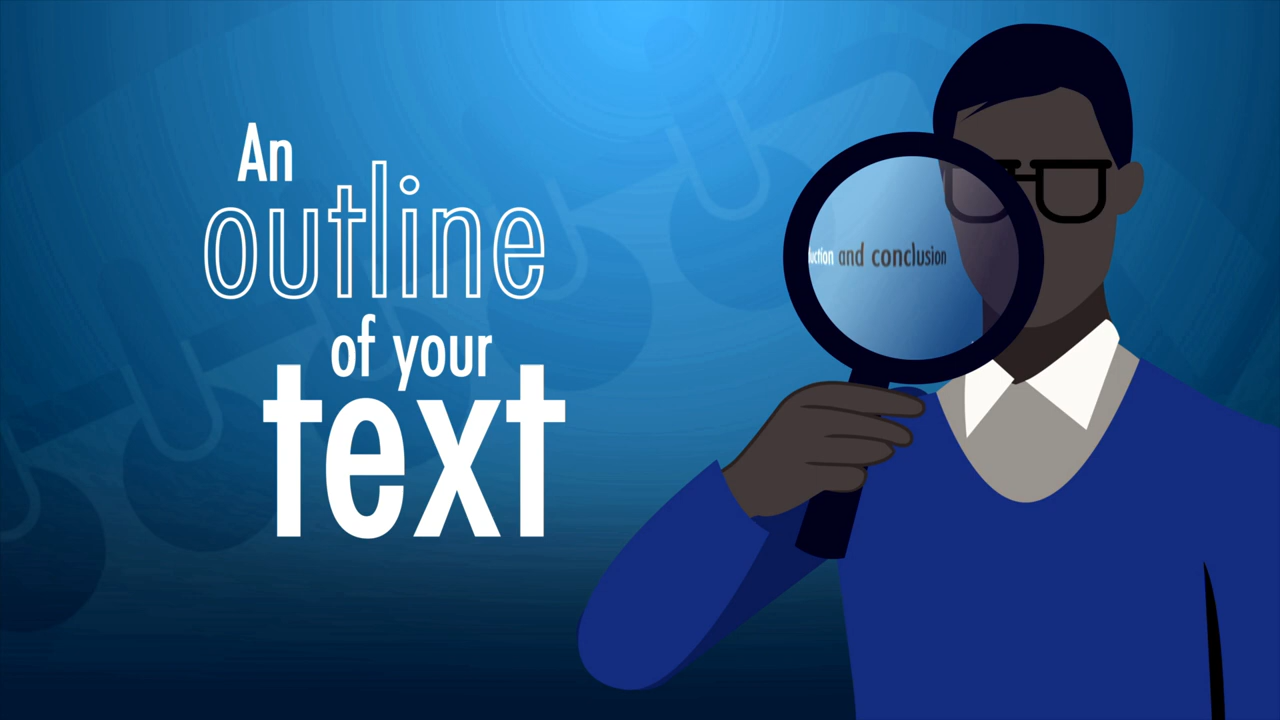 An
outline
of your
text
and conclusion